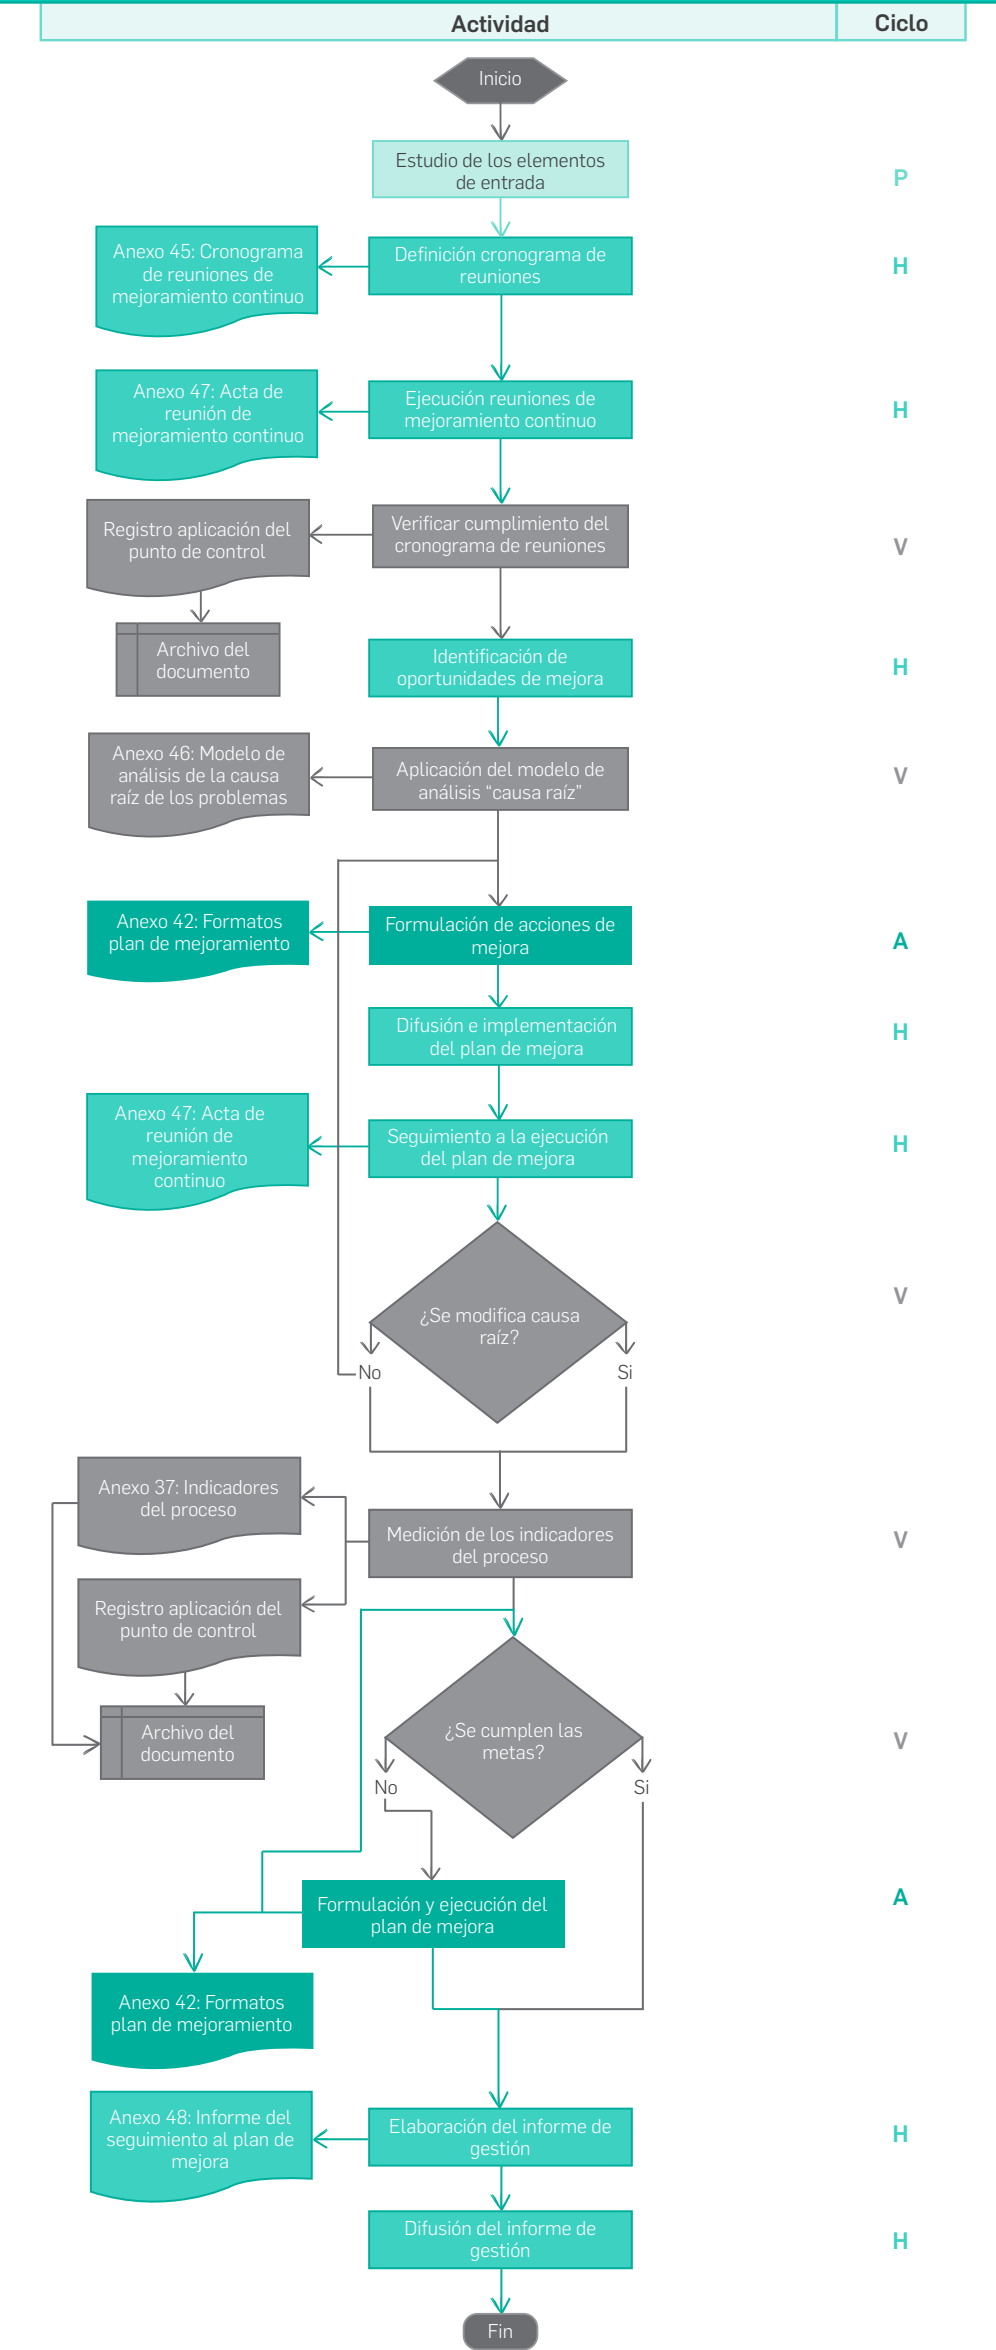 Actividad
Ciclo
Inicio
Estudio de los elementos
de entrada
P
Anexo 45: Cronograma
de reuniones de
mejoramiento continuo
Definición cronograma de
reuniones
H
Anexo 47: Acta de
reunión de
mejoramiento continuo
Ejecución reuniones de
mejoramiento continuo
H
Registro aplicación del
punto de control
Verificar cumplimiento del
cronograma de reuniones
V
Archivo del
documento
Identificación de
oportunidades de mejora
H
Anexo 46: Modelo de
análisis de la causa
raíz de los problemas
Aplicación del modelo de
análisis “causa raíz”
V
Anexo 42: Formatos
plan de mejoramiento
Formulación de acciones de
mejora
A
Difusión e implementación
del plan de mejora
H
Anexo 47: Acta de
reunión de
mejoramiento
continuo
Seguimiento a la ejecución
del plan de mejora
H
¿Se modifica causa
raíz?
V
No
Si
Anexo 37: Indicadores
del proceso
Medición de los indicadores
del proceso
V
Registro aplicación del
punto de control
Archivo del
documento
¿Se cumplen las
metas?
V
No
Si
Formulación y ejecución del
plan de mejora
A
Anexo 42: Formatos
plan de mejoramiento
Anexo 48: Informe del
seguimiento al plan de
mejora
Elaboración del informe de
gestión
H
Difusión del informe de
gestión
H
Fin